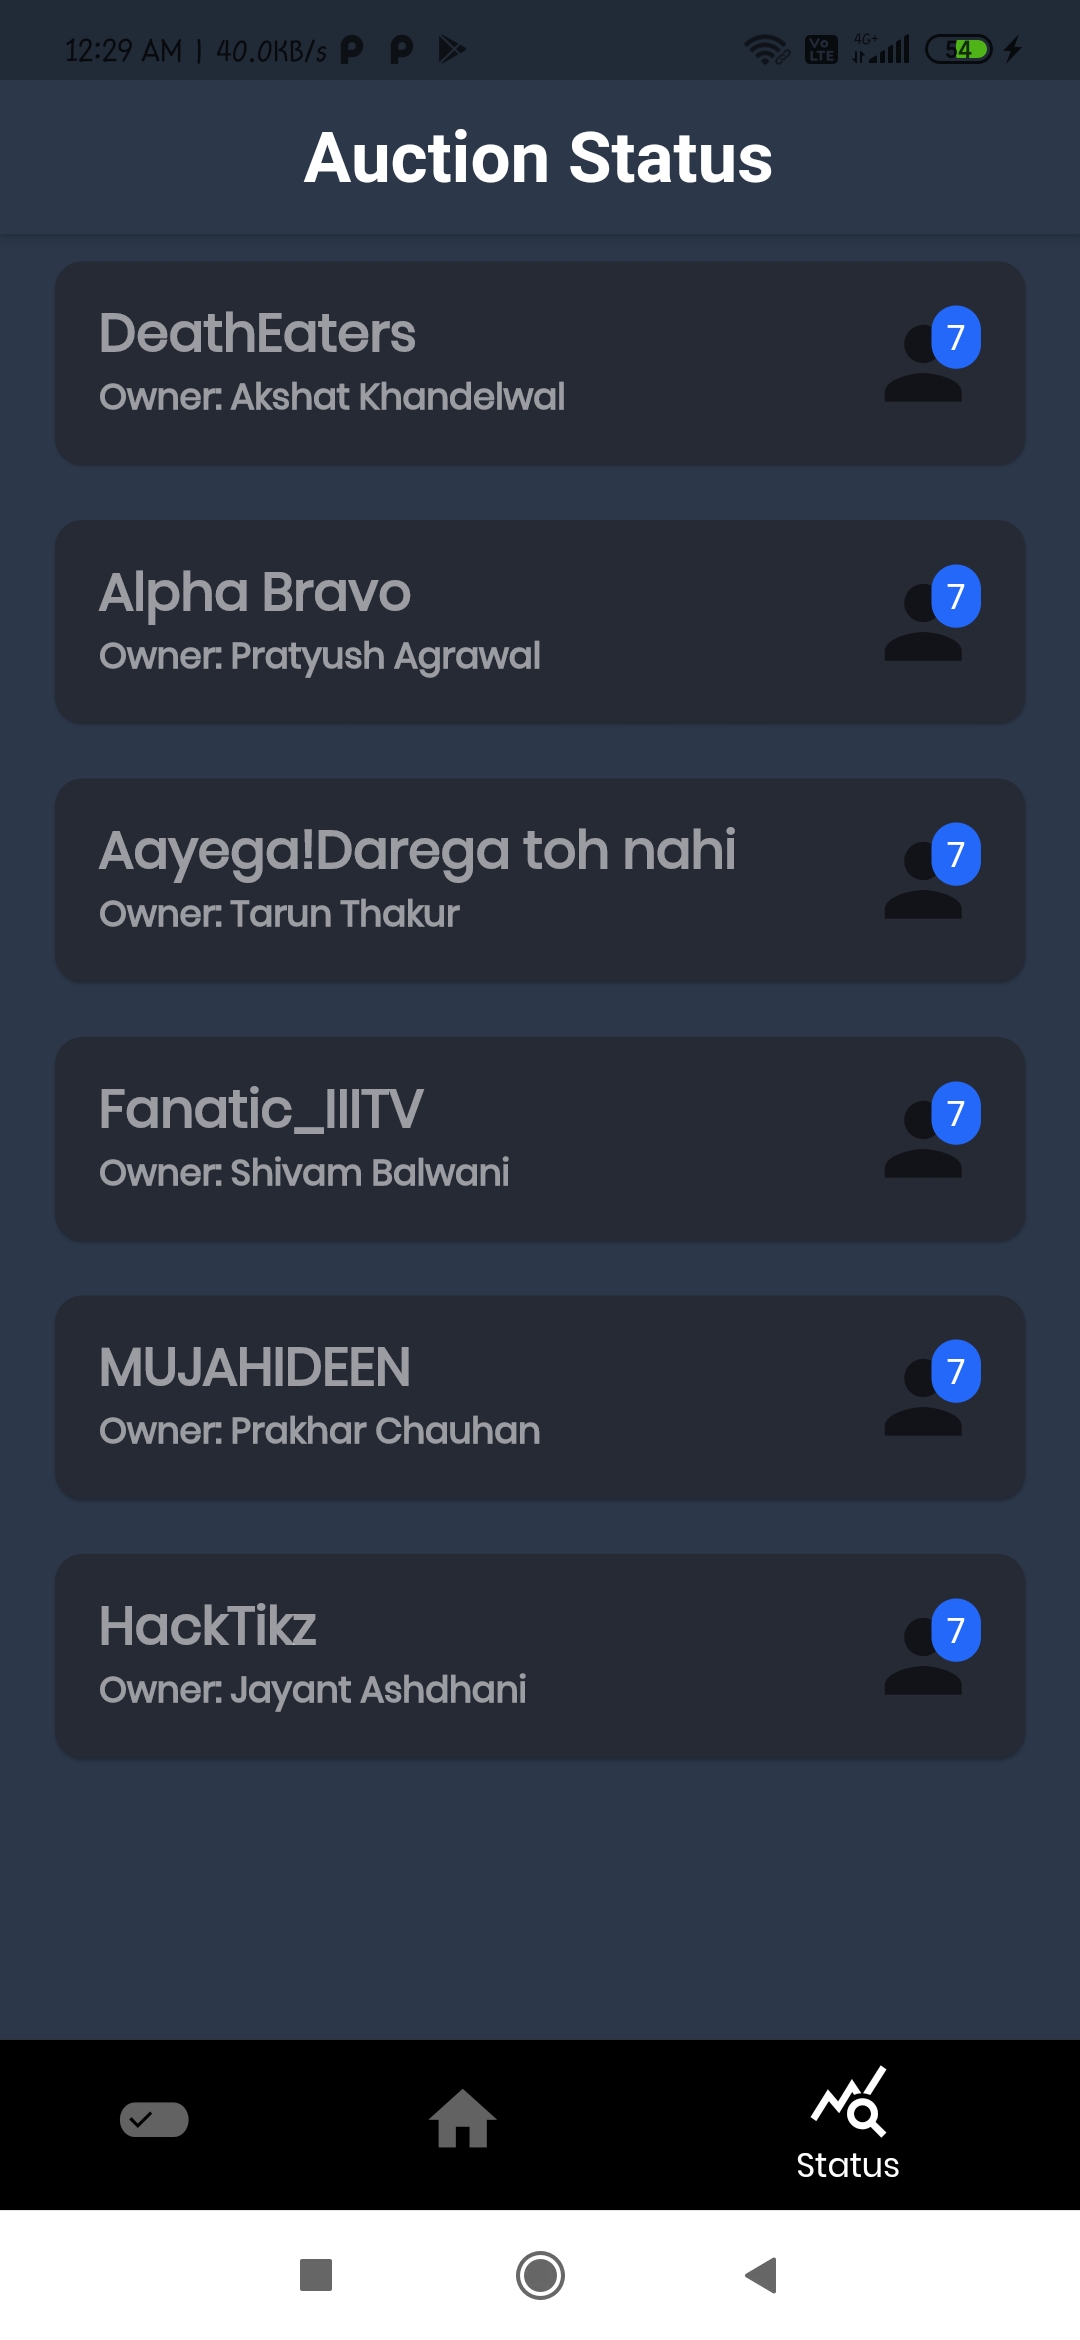 12:29 AM | 40.0KB/s
Vo LTE 4G+ 54
Auction Status
DeathEaters
7
Owner: Akshat Khandelwal
Alpha Bravo
7
Owner: Pratyush Agrawal
Aayega!Darega toh nahi
7
Owner: Tarun Thakur
Fanatic_IIITV
7
Owner: Shivam Balwani
MUJAHIDEEN
7
Owner: Prakhar Chauhan
HackTikz
7
Owner: Jayant Ashdhani
Status